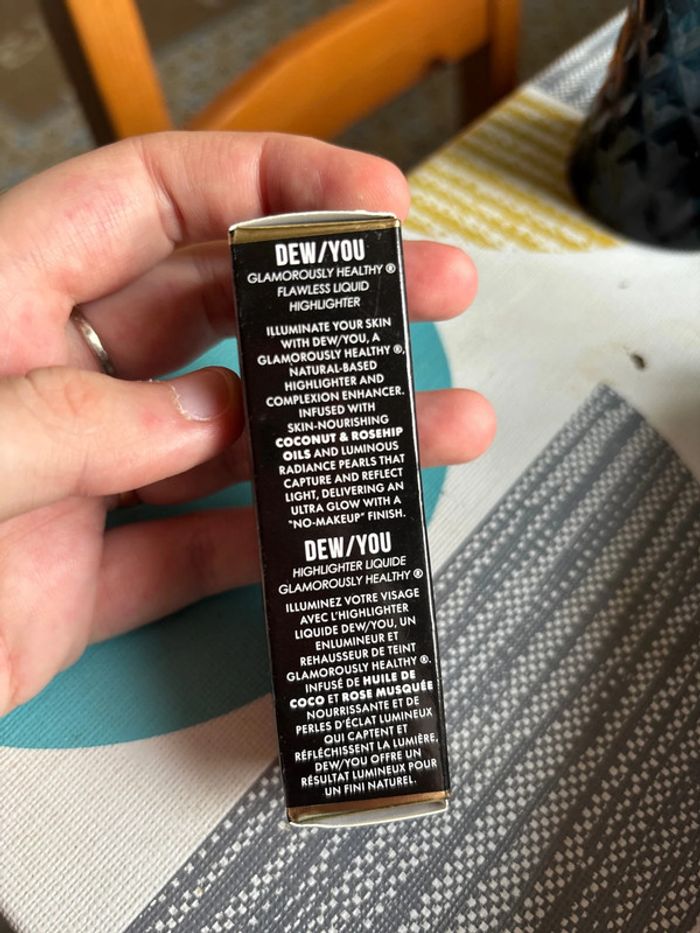 DEW/YOU
GLAMOROUSLY HEALTHY ®
FLAWLESS LIQUID
HIGHLIGHTER
ILLUMINATE YOUR SKIN
WITH DEW/YOU, A
GLAMOROUSLY HEALTHY ®,
NATURAL-BASED
HIGHLIGHTER AND
COMPLEXION ENHANCER.
INFUSED WITH
SKIN-NOURISHING
COCONUT & ROSEHIP
OILS AND LUMINOUS
RADIANCE PEARLS THAT
CAPTURE AND REFLECT
LIGHT, DELIVERING AN
ULTRA GLOW WITH A
"NO-MAKEUP" FINISH.
DEW/YOU
HIGHLIGHTER LIQUIDE
GLAMOROUSLY HEALTHY ®
ILLUMINEZ VOTRE VISAGE
AVEC L'HIGHLIGHTER
LIQUIDE DEW/YOU, UN
ENLUMINEUR ET
REHAUSSEUR DE TEINT
GLAMOROUSLY HEALTHY ®.
INFUSÉ DE HUILE DE
COCO ET ROSE MUSQUÉE
NOURRISSANTE ET DE
PERLES D'ÉCLAT LUMINEUX
QUI CAPTENT ET
RÉFLÉCHISSENT LA LUMIÈRE,
DEW/YOU OFFRE UN
RÉSULTAT LUMINEUX POUR
UN FINI NATUREL.